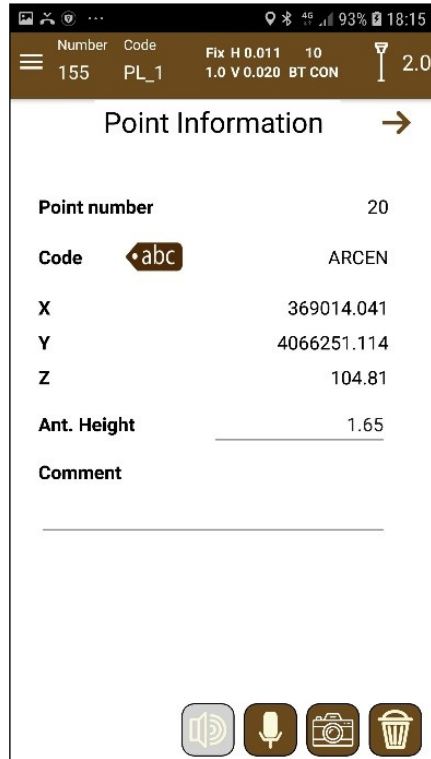 ... 4G 93% 18:15
Number Code Fix H 0.011 10
155 PL_1 1.0 V 0.020 BT CON 2.0
Point Information →
Point number 20
Code •abc ARCEN
X 369014.041
Y 4066251.114
Z 104.81
Ant. Height 1.65
Comment